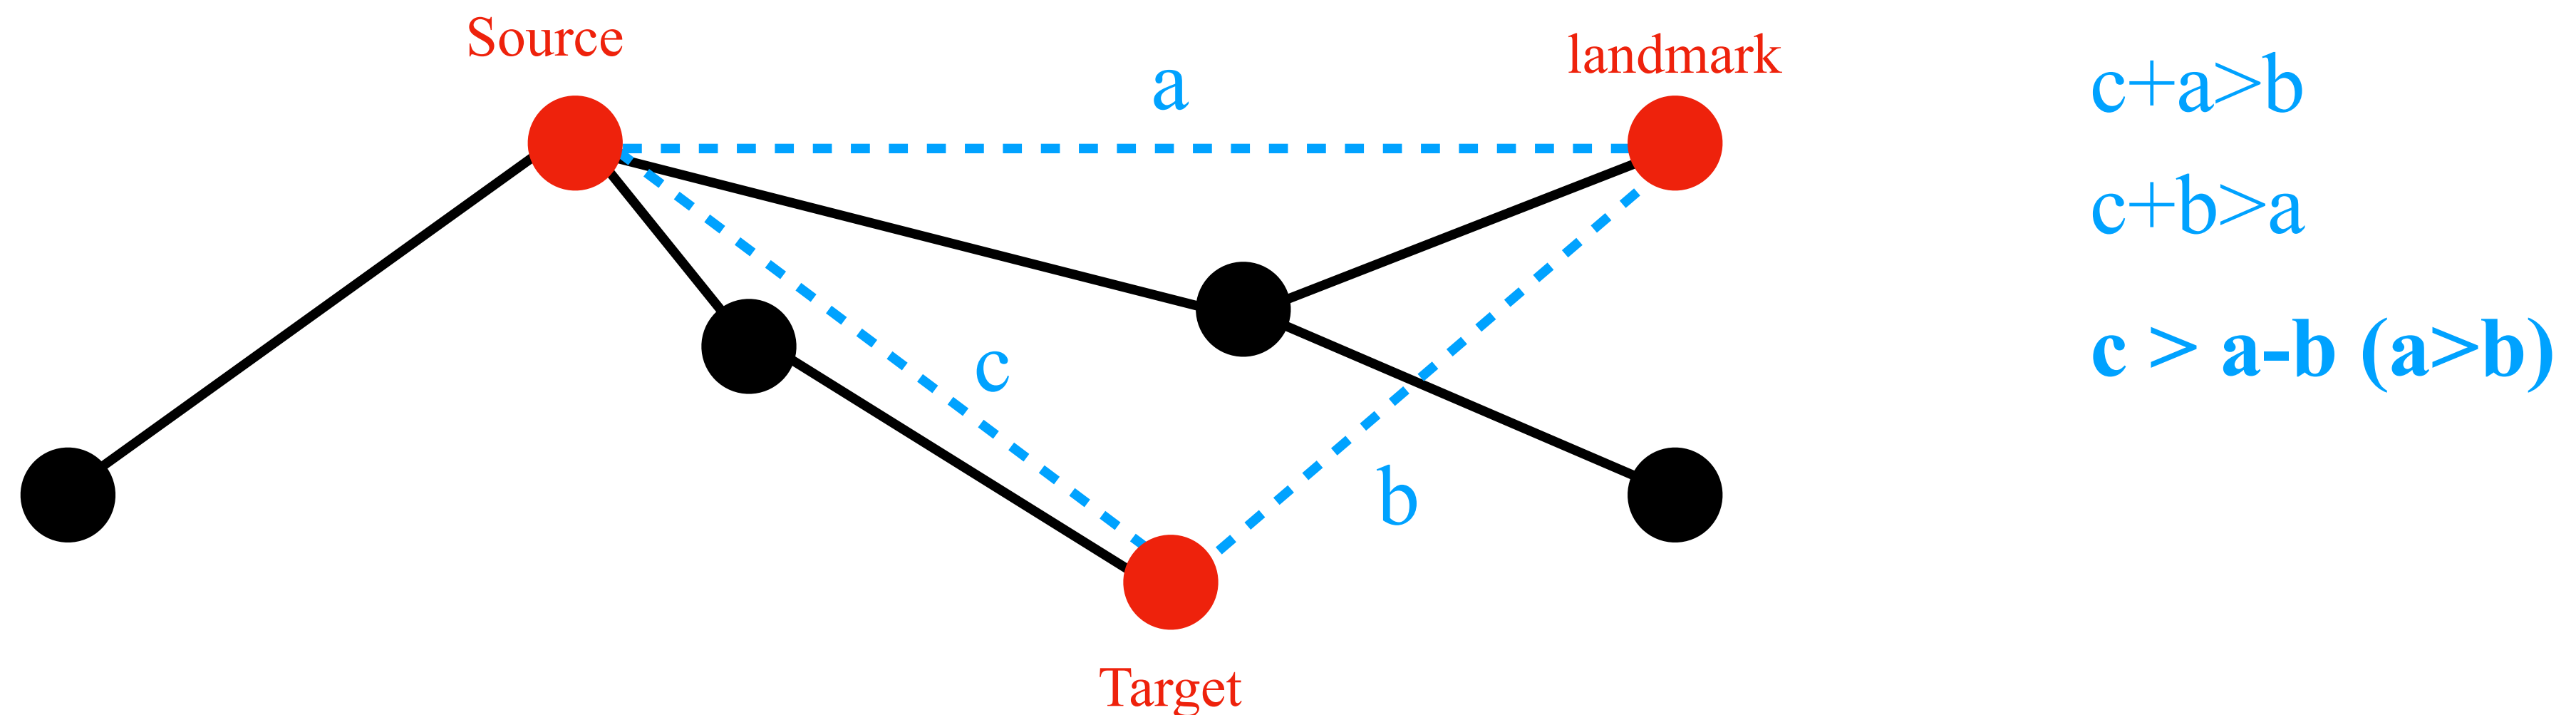 Source
landmark
a
c+a>b
c+b>a
c > a-b (a>b)
c
b
Target